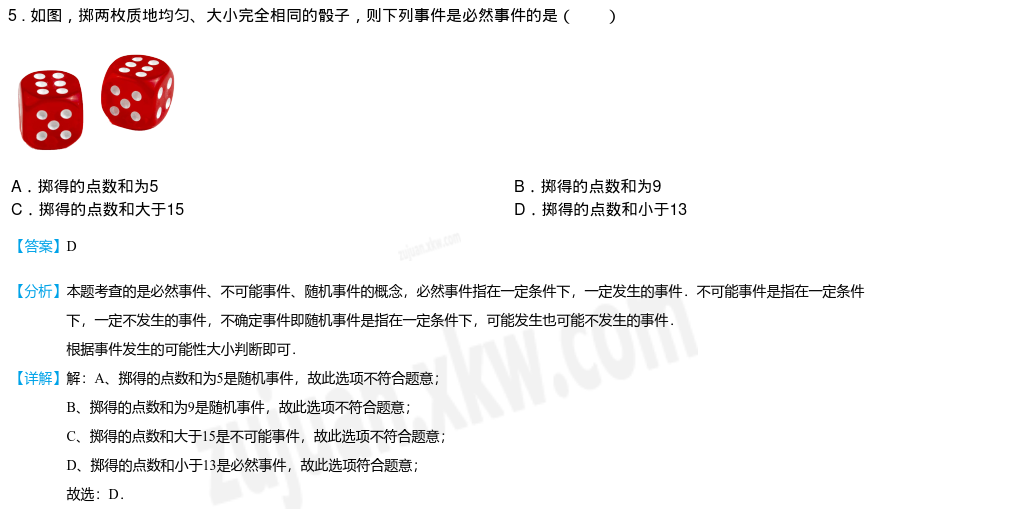 5．如图，掷两枚质地均匀、大小完全相同的骰子，则下列事件是必然事件的是（　　）
A．掷得的点数和为5
B．掷得的点数和为9
C．掷得的点数和大于15
D．掷得的点数和小于13
【答案】D
zujuan.xkw.com
【分析】本题考查的是必然事件、不可能事件、随机事件的概念，必然事件指在一定条件下，一定发生的事件．不可能事件是指在一定条件
下，一定不发生的事件，不确定事件即随机事件是指在一定条件下，可能发生也可能不发生的事件．
根据事件发生的可能性大小判断即可．
【详解】解：A、掷得的点数和为5是随机事件，故此选项不符合题意；
B、掷得的点数和为9是随机事件，故此选项不符合题意；
C、掷得的点数和大于15是不可能事件，故此选项不符合题意；
D、掷得的点数和小于13是必然事件，故此选项符合题意；
故选：D．
zujuan.xkw.com